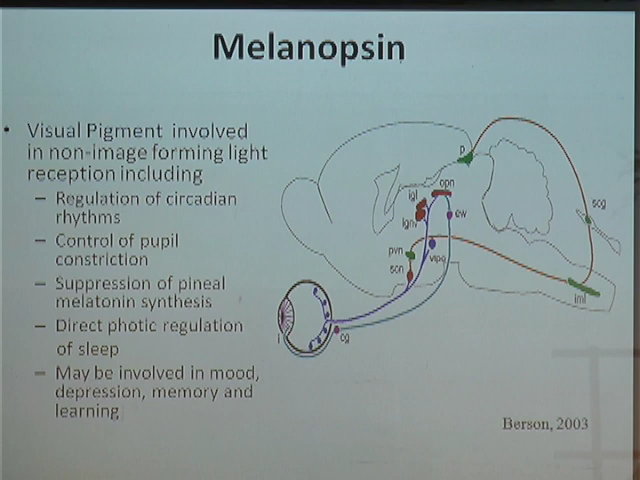 Melanopsin
• Visual Pigment involved
in non-image forming light
reception including
– Regulation of circadian
rhythms
– Control of pupil
constriction
– Suppression of pineal
melatonin synthesis
– Direct photic regulation
of sleep
– May be involved in mood,
depression, memory and
learning
p
opn
igl
lgnv
ew
scg
pvn
vlpo
scn
iml
i
cg
Berson, 2003